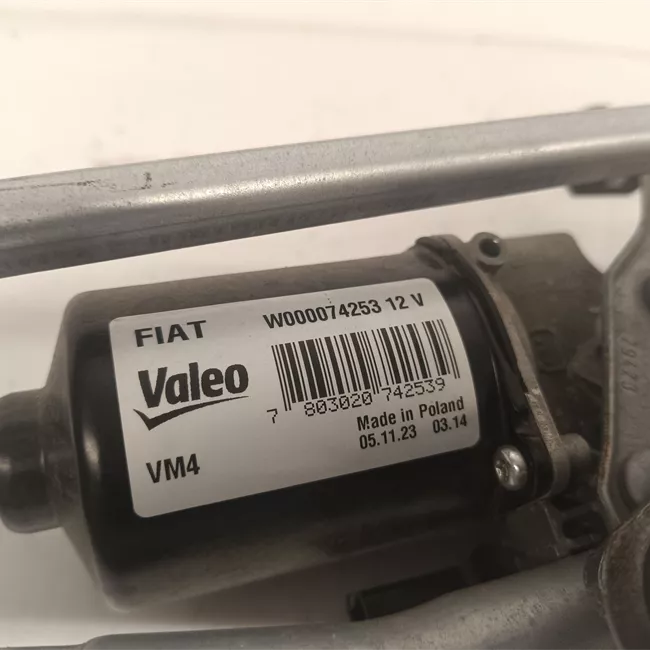 FIAT
W000074253 12 V
Valeo
7 803020 742539
Made in Poland
05.11.23 03.14
VM4